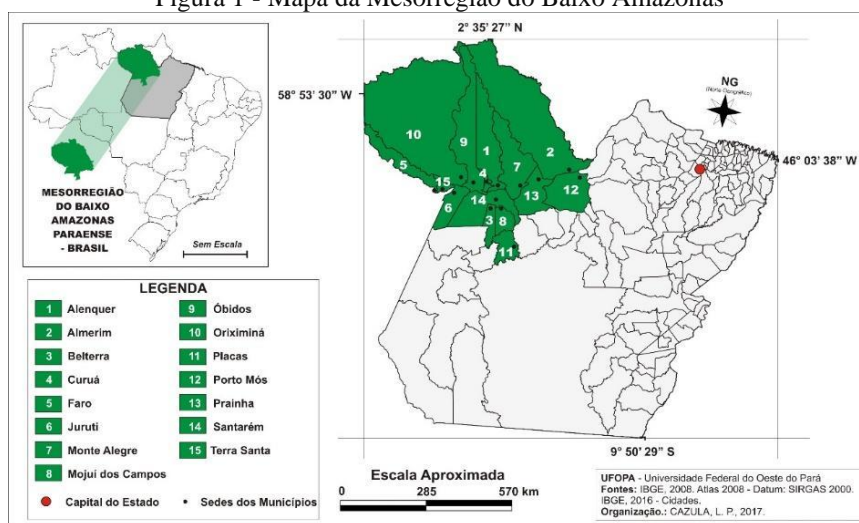 Figura 1 - Mapa da Mesorregião do Baixo Amazonas
2° 35' 27” N
58° 53' 30” W
NG
(Norte Geográfico)
46° 03' 38” W
10
9
1
2
5
4
7
15
13
12
6
14
3
8
11
MESORREGIÃO
DO BAIXO
AMAZONAS
PARAENSE
- BRASIL
Sem Escala
LEGENDA
1 Alenquer
2 Almerim
3 Belterra
4 Curuá
5 Faro
6 Juruti
7 Monte Alegre
8 Mojuí dos Campos
9 Óbidos
10 Oriximiná
11 Placas
12 Porto Mós
13 Prainha
14 Santarém
15 Terra Santa
Capital do Estado
Sedes dos Municípios
9° 50' 29” S
Escala Aproximada
0 285 570 km
UFOPA - Universidade Federal do Oeste do Pará
Fontes: IBGE, 2008. Atlas 2008 - Datum: SIRGAS 2000.
IBGE, 2016 - Cidades.
Organização.: CAZULA, L. P., 2017.